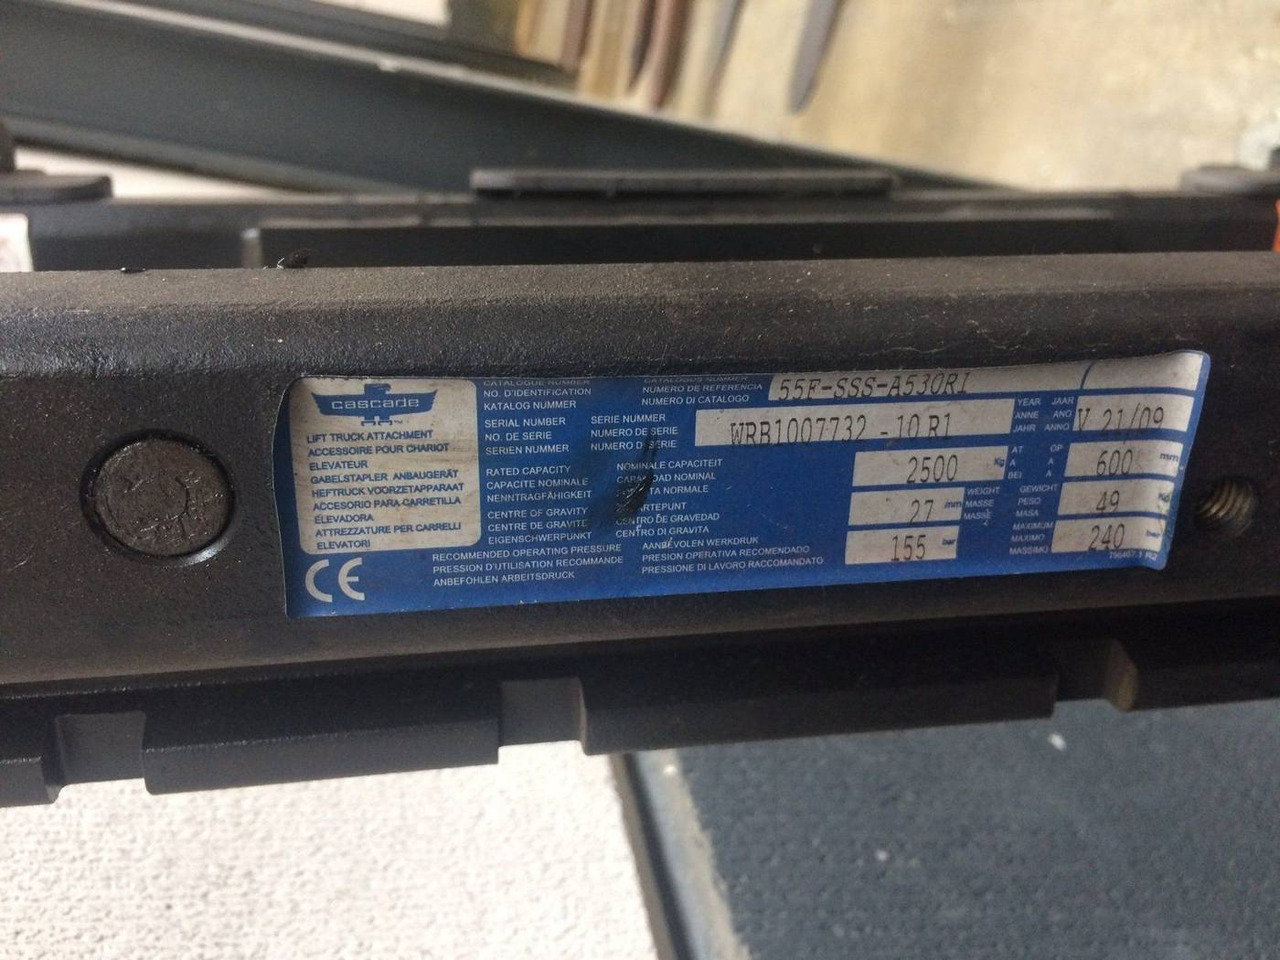 cascade ™
LIFT TRUCK ATTACHMENT
ACCESSOIRE POUR CHARIOT
ELEVATEUR
GABELSTAPLER ANBAUGERÄT
HEFTRUCK VOORZETAPPARAAT
ACCESORIO PARA CARRETILLA
ELEVADORA
ATTREZZATURE PER CARRELLI
ELEVATORI
CE
CATALOGUE NUMBER CATALOGUS NUMMER
NO. D'IDENTIFICATION NUMERO DE REFERENCIA 55F-SSS-A530R1
KATALOG NUMMER NUMERO DI CATALOGO
SERIAL NUMBER SERIE NUMMER YEAR JAAR
NO. DE SERIE NUMERO DE SERIE WRB1007732 -10 R1 ANNE AÑO V 21/09
SERIEN NUMMER NUMERO DI SERIE JAHR ANNO
RATED CAPACITY NOMINALE CAPACITEIT AT OP
CAPACITE NOMINALE CAPACIDAD NOMINAL 2500 Kg A A 600 mm
NENNTRAGFÄHIGKEIT NORMALE BEI A
CENTRE OF GRAVITY WEIGHT GEWICHT
CENTRE DE GRAVITE CENTRO DE GRAVEDAD 27 mm MASSE PESO 49 Kg
EIGENSCHWERPUNKT CENTRO DI GRAVITA MASSE MASA
RECOMMENDED OPERATING PRESSURE AANBEVOLEN WERKDRUK MAXIMUM
PRESSION D'UTILISATION RECOMMANDE PRESION OPERATIVA RECOMENDADO 155 bar MAXIMO 240 bar
ANBEFOHLEN ARBEITSDRUCK PRESSIONE DI LAVORO RACCOMANDATO MASSIMO